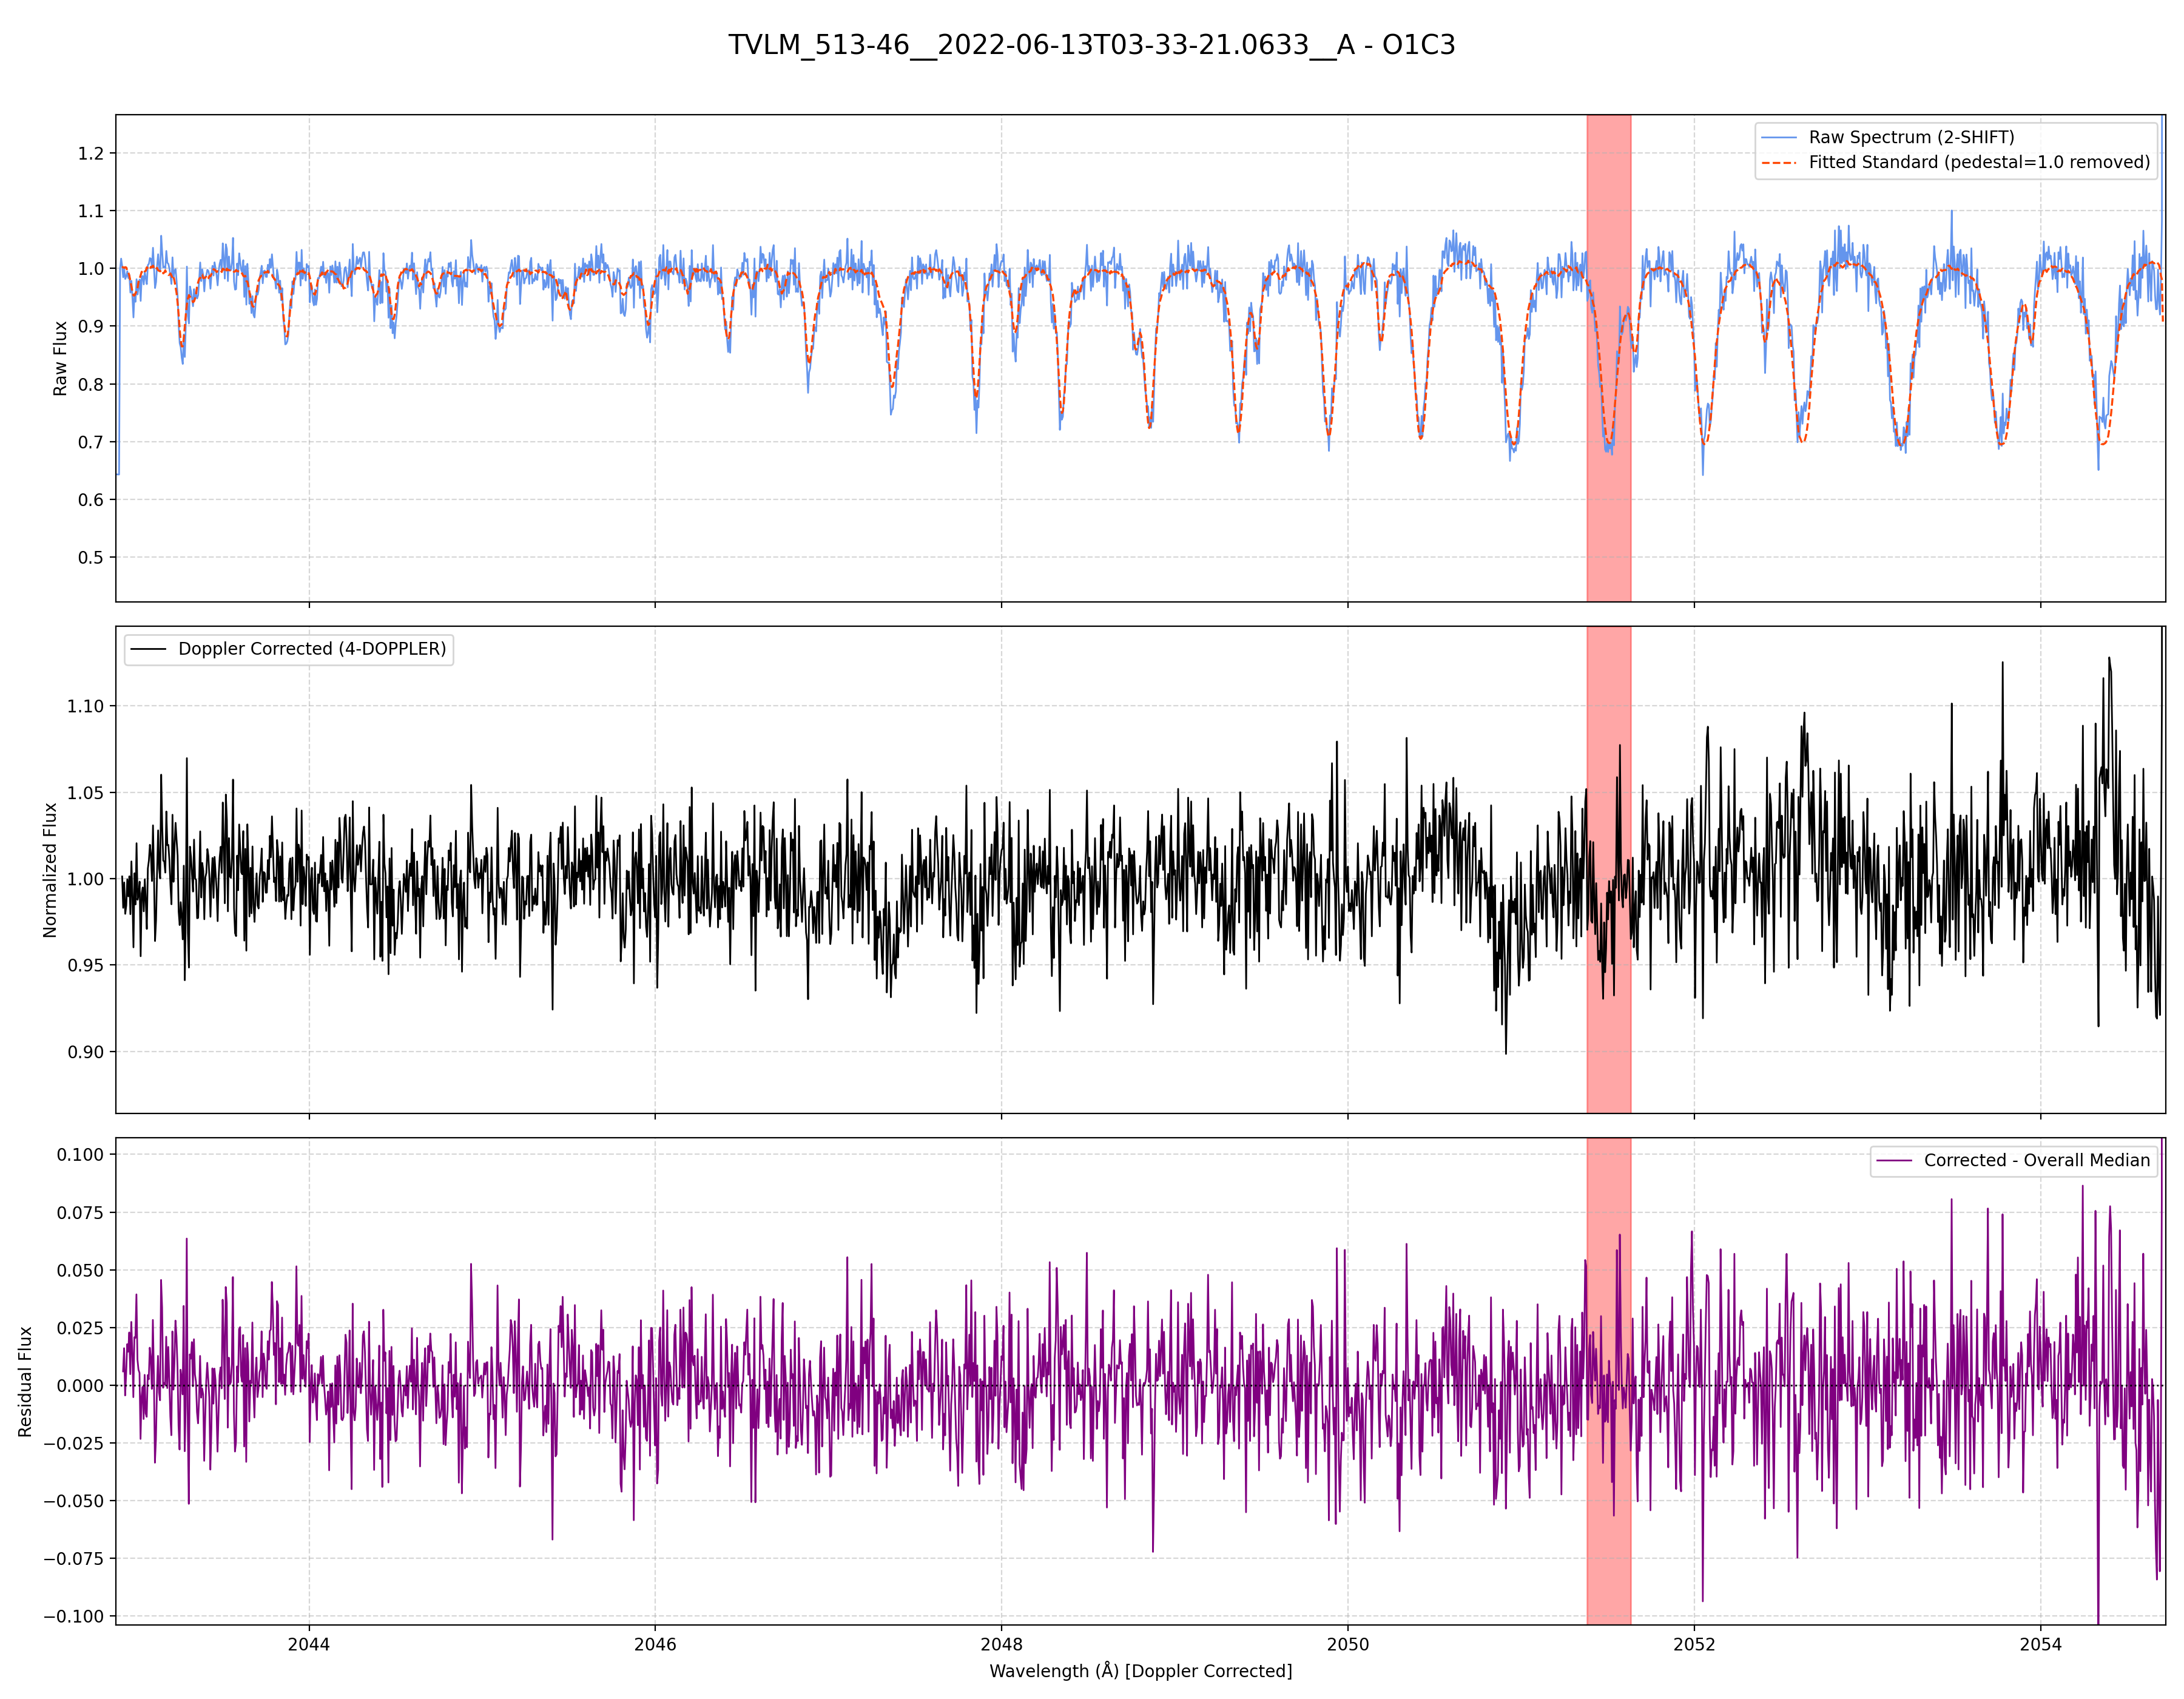 TVLM_513-46__2022-06-13T03-33-21.0633__A - O1C3
Raw Spectrum (2-SHIFT)
Fitted Standard (pedestal=1.0 removed)
1.2
1.1
1.0
0.9
0.8
0.7
0.6
0.5
Raw Flux
Doppler Corrected (4-DOPPLER)
1.10
1.05
1.00
0.95
0.90
Normalized Flux
Corrected - Overall Median
0.100
0.075
0.050
0.025
0.000
−0.025
−0.050
−0.075
−0.100
Residual Flux
2044 2046 2048 2050 2052 2054
Wavelength (Å) [Doppler Corrected]